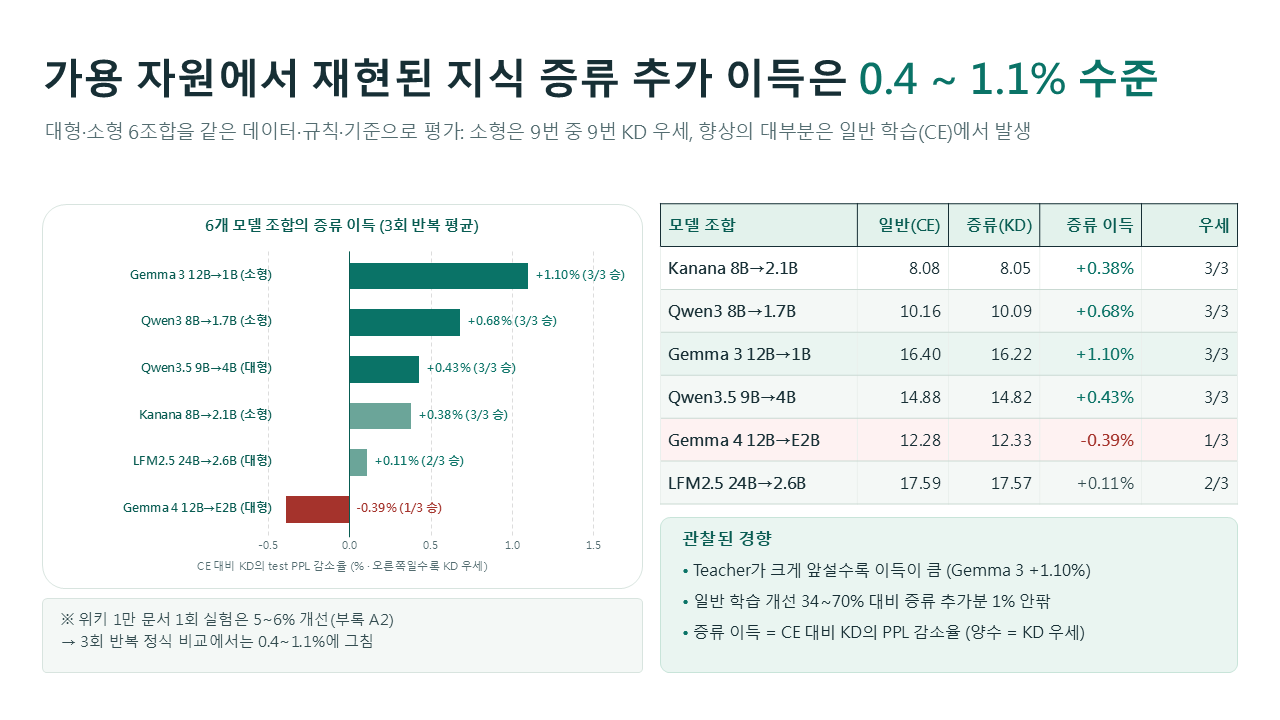 가용 자원에서 재현된 지식 증류 추가 이득은 0.4 ~ 1.1% 수준
대형·소형 6조합을 같은 데이터·규칙·기준으로 평가: 소형은 9번 중 9번 KD 우세, 향상의 대부분은 일반 학습(CE)에서 발생
6개 모델 조합의 증류 이득 (3회 반복 평균)
Gemma 3 12B→1B (소형) +1.10% (3/3 승)
Qwen3 8B→1.7B (소형) +0.68% (3/3 승)
Qwen3.5 9B→4B (대형) +0.43% (3/3 승)
Kanana 8B→2.1B (소형) +0.38% (3/3 승)
LFM2.5 24B→2.6B (대형) +0.11% (2/3 승)
Gemma 4 12B→E2B (대형) -0.39% (1/3 승)
-0.5 0.0 0.5 1.0 1.5
CE 대비 KD의 test PPL 감소율 (% · 오른쪽일수록 KD 우세)
※ 위키 1만 문서 1회 실험은 5~6% 개선(부록 A2)
→ 3회 반복 정식 비교에서는 0.4~1.1%에 그침
모델 조합 일반(CE) 증류(KD) 증류 이득 우세
Kanana 8B→2.1B 8.08 8.05 +0.38% 3/3
Qwen3 8B→1.7B 10.16 10.09 +0.68% 3/3
Gemma 3 12B→1B 16.40 16.22 +1.10% 3/3
Qwen3.5 9B→4B 14.88 14.82 +0.43% 3/3
Gemma 4 12B→E2B 12.28 12.33 -0.39% 1/3
LFM2.5 24B→2.6B 17.59 17.57 +0.11% 2/3
관찰된 경향
• Teacher가 크게 앞설수록 이득이 큼 (Gemma 3 +1.10%)
• 일반 학습 개선 34~70% 대비 증류 추가분 1% 안팎
• 증류 이득 = CE 대비 KD의 PPL 감소율 (양수 = KD 우세)